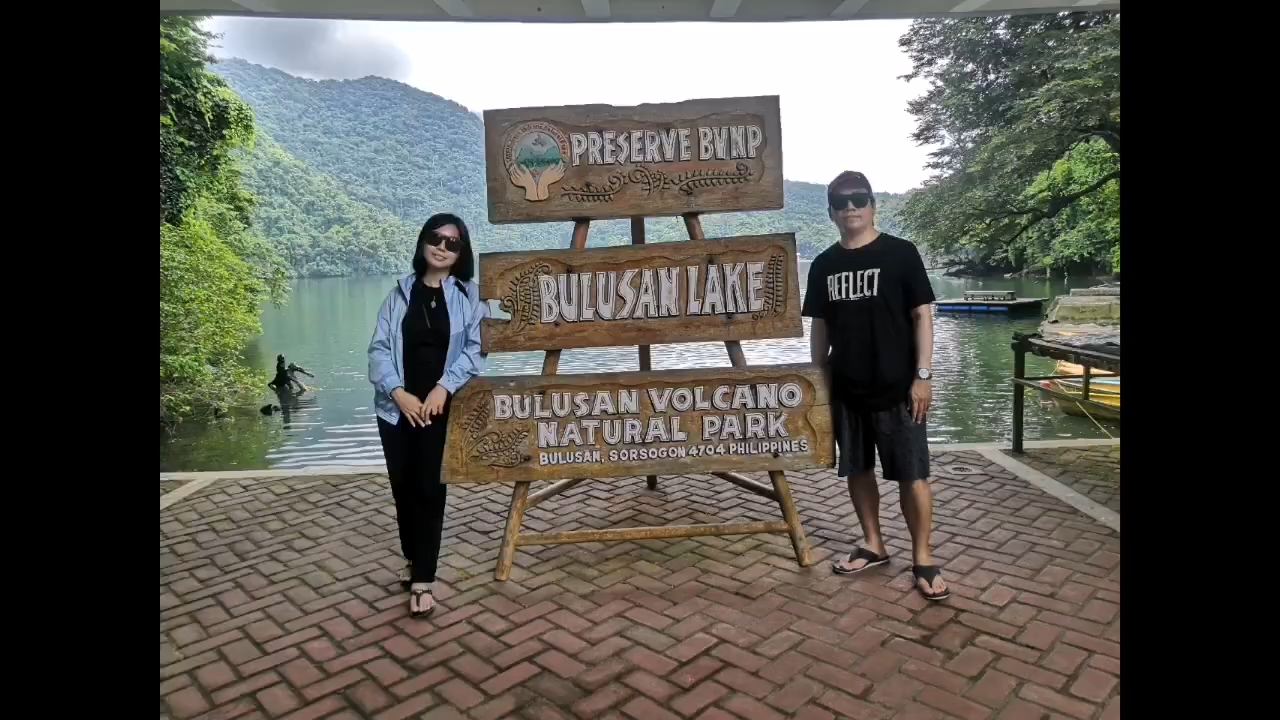 PRESERVE BVNP
BULUSAN LAKE
BULUSAN VOLCANO
NATURAL PARK
BULUSAN, SORSOGON 4704 PHILIPPINES
REFLECT